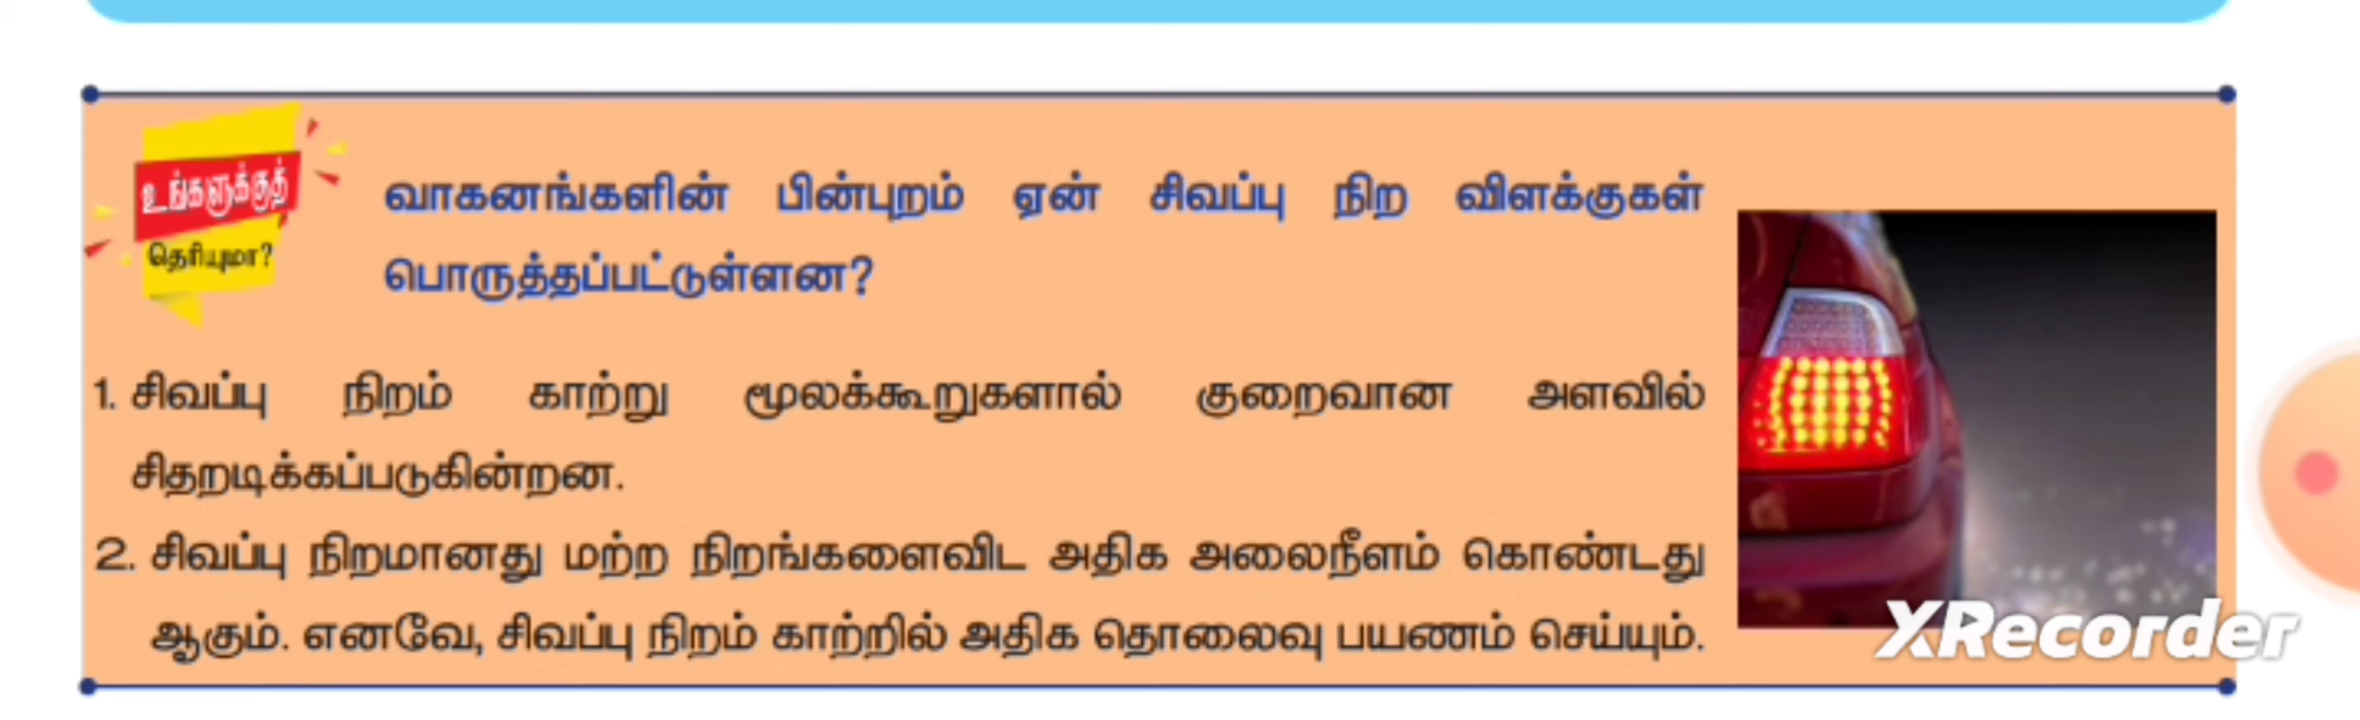 உங்களுக்குத்
தெரியுமா?
வாகனங்களின் பின்புறம் ஏன் சிவப்பு நிற விளக்குகள்
பொருத்தப்பட்டுள்ளன?
1. சிவப்பு நிறம் காற்று மூலக்கூறுகளால் குறைவான அளவில்
சிதறடிக்கப்படுகின்றன.
2. சிவப்பு நிறமானது மற்ற நிறங்களைவிட அதிக அலைநீளம் கொண்டது
ஆகும். எனவே, சிவப்பு நிறம் காற்றில் அதிக தொலைவு பயணம் செய்யும்.
XRecorder